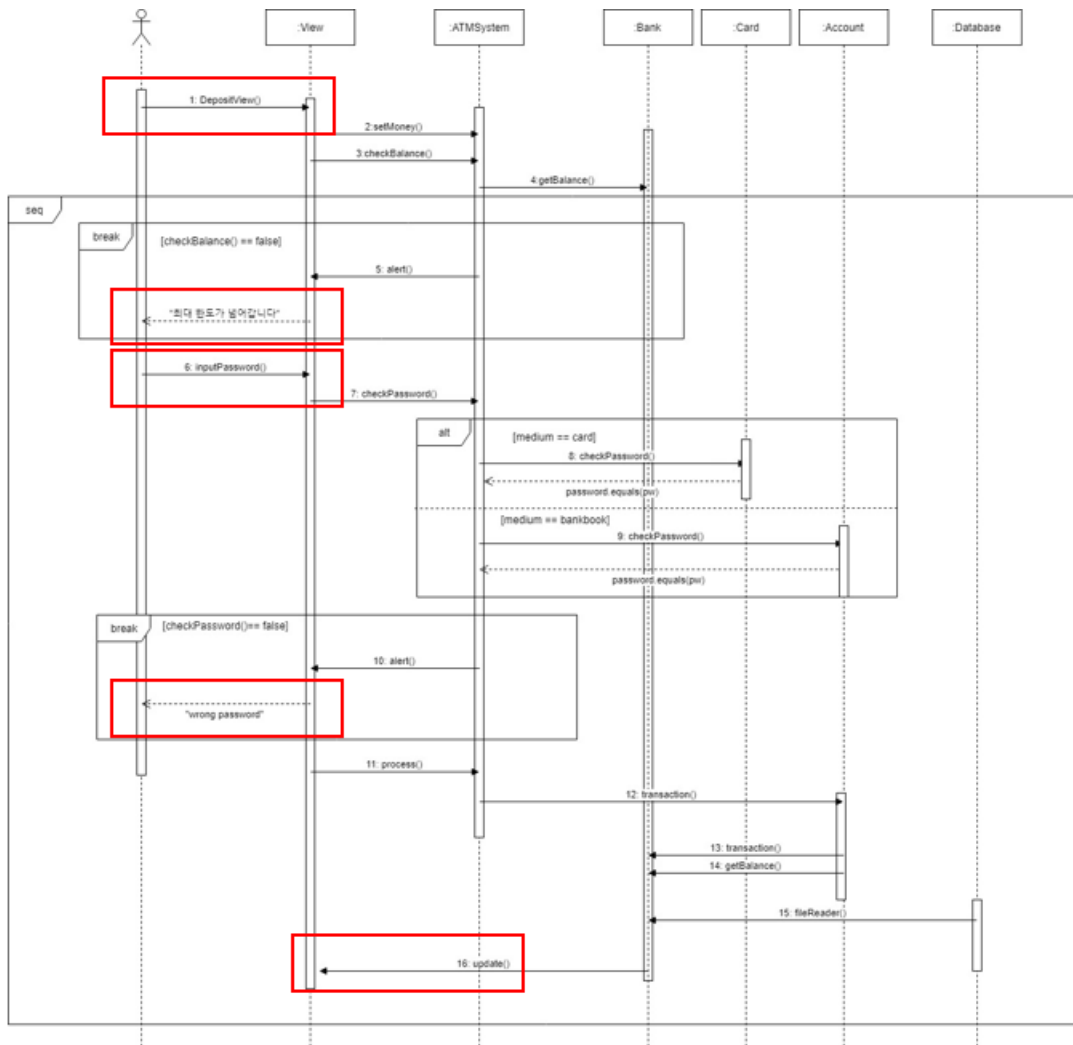 :View
:ATMSystem
:Bank
:Card
:Account
:Database
1: DepositView()
2:setMoney()
3:checkBalance()
4:getBalance()
seq
break
[checkBalance() == false]
5: alert()
"최대 한도가 넘어갑니다"
6: inputPassword()
7: checkPassword()
alt
[medium == card]
8: checkPassword()
password.equals(pw)
[medium == bankbook]
9: checkPassword()
password.equals(pw)
break
[checkPassword()== false]
10: alert()
"wrong password"
11: process()
12: transaction()
13: transaction()
14: getBalance()
15: fileReader()
16: update()